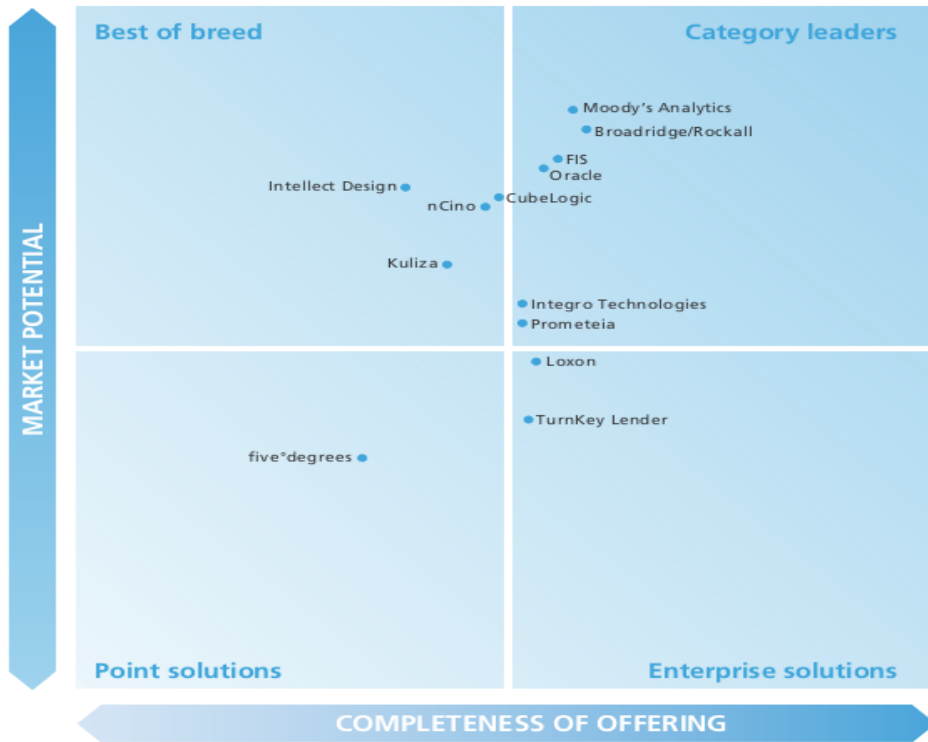 Best of breed
Category leaders
Moody's Analytics
Broadridge/Rockall
FIS
Oracle
Intellect Design
CubeLogic
nCino
Kuliza
Integro Technologies
Prometeia
MARKET POTENTIAL
Loxon
TurnKey Lender
five°degrees
Point solutions
Enterprise solutions
COMPLETENESS OF OFFERING